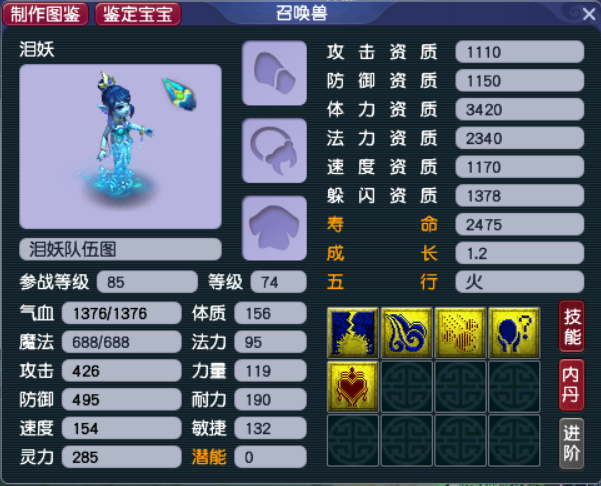 制作图鉴 鉴定宝宝 召唤兽
泪妖
泪妖队伍图
参战等级 85 等级 74
气血 1376/1376 体质 156
魔法 688/688 法力 95
攻击 426 力量 119
防御 495 耐力 190
速度 154 敏捷 132
灵力 285 潜能 0
攻击资质 1110
防御资质 1150
体力资质 3420
法力资质 2340
速度资质 1170
躲闪资质 1378
寿命 2475
成长 1.2
五行 火
技能
内丹
进阶